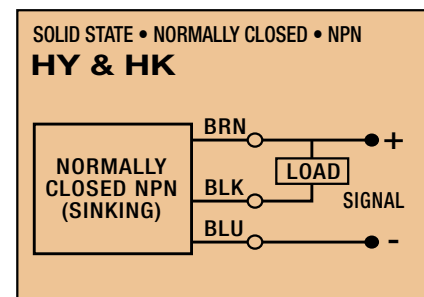 SOLID STATE • NORMALLY CLOSED • NPN
HY & HK
BRN
+
NORMALLY
CLOSED NPN
(SINKING)
LOAD
BLK
SIGNAL
BLU
-